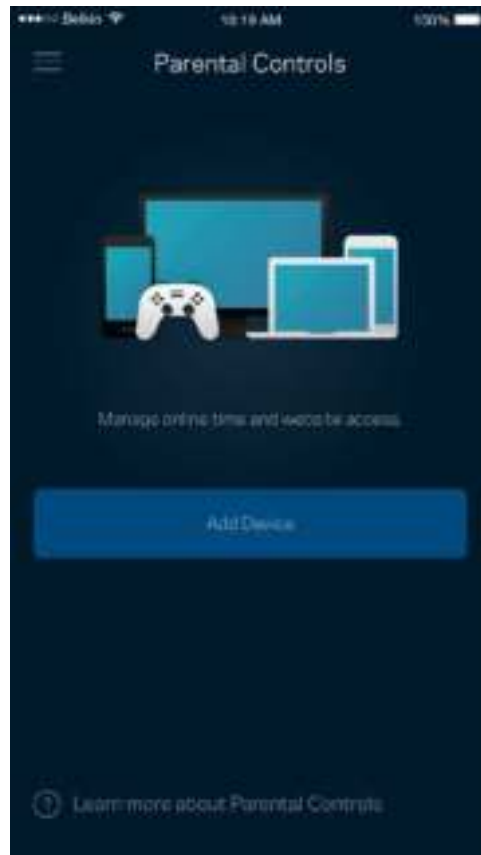 Belkin 10:19 AM 100%
Parental Controls
Manage online time and website access.
Add Device
Learn more about Parental Controls